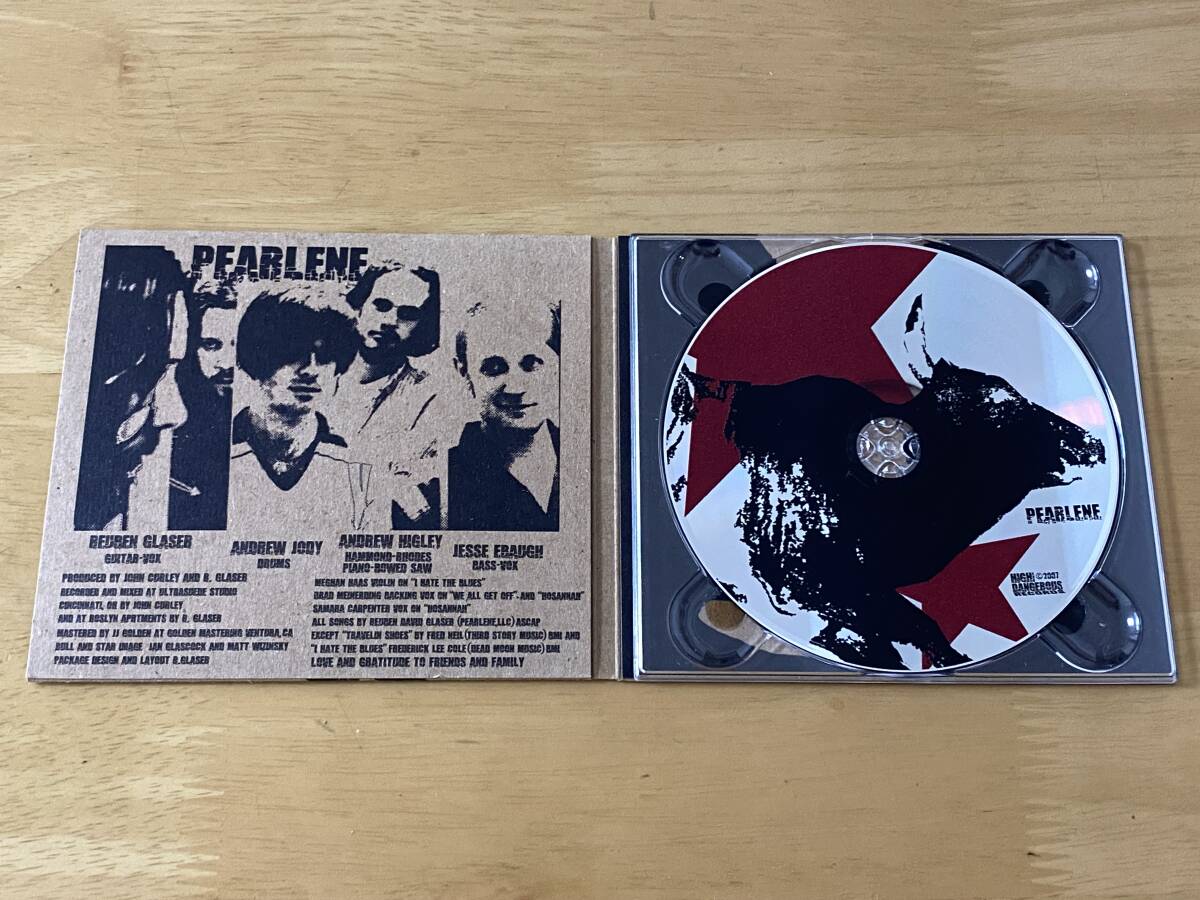 PEARLENE
REUBEN GLASER
GUITAR-VOX
ANDREW JODY
DRUMS
ANDREW HIGLEY
HAMMOND-RHODES
PIANO-BOWED SAW
JESSE EBAUGH
BASS-VOX
PRODUCED BY JOHN CURLEY AND R. GLASER
RECORDED AND MIXED AT ULTRASUEDE STUDIO
CINCINNATI, OH BY JOHN CURLEY
AND AT ROSLYN APRTMENTS BY R. GLASER
MASTERED BY JJ GOLDEN AT GOLDEN MASTERING VENTURA, CA
BULL AND STAR IMAGE IAN GLASCOCK AND MATT WIZINSKY
PACKAGE DESIGN AND LAYOUT R.GLASER
MEGHAN HAAS VIOLIN ON "I HATE THE BLUES"
BRAD MEINERDING BACKING VOX ON "WE ALL GET OFF" AND "HOSANNAH"
SAMARA CARPENTER VOX ON "HOSANNAH"
ALL SONGS BY REUBEN DAVID GLASER (PEARLENE,LLC) ASCAP
EXCEPT "TRAVELIN SHOES" BY FRED NEIL (THIRD STORY MUSIC) BMI AND
"I HATE THE BLUES" FREDERICK LEE COLE (DEAD MOON MUSIC) BMI
LOVE AND GRATITUDE TO FRIENDS AND FAMILY
PEARLENE
HIGH ©2007
DANGEROUS
RECORDS